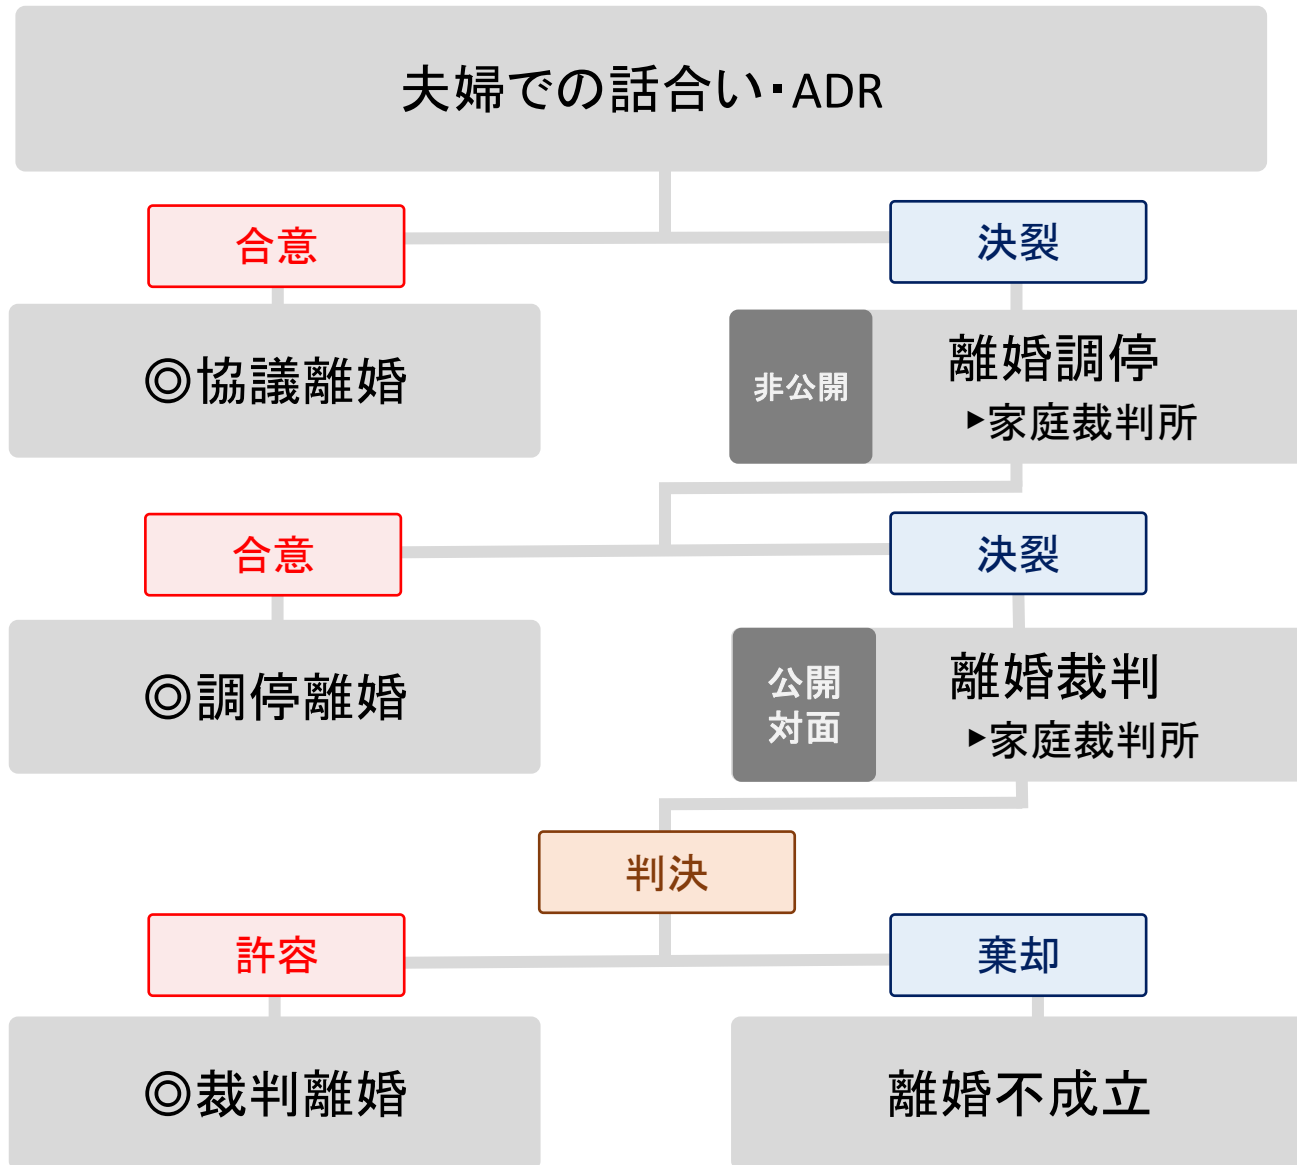 夫婦での話合い・ADR
合意
決裂
◎協議離婚
非公開
離婚調停
▶家庭裁判所
合意
決裂
◎調停離婚
公開
対面
離婚裁判
▶家庭裁判所
判決
許容
棄却
◎裁判離婚
離婚不成立